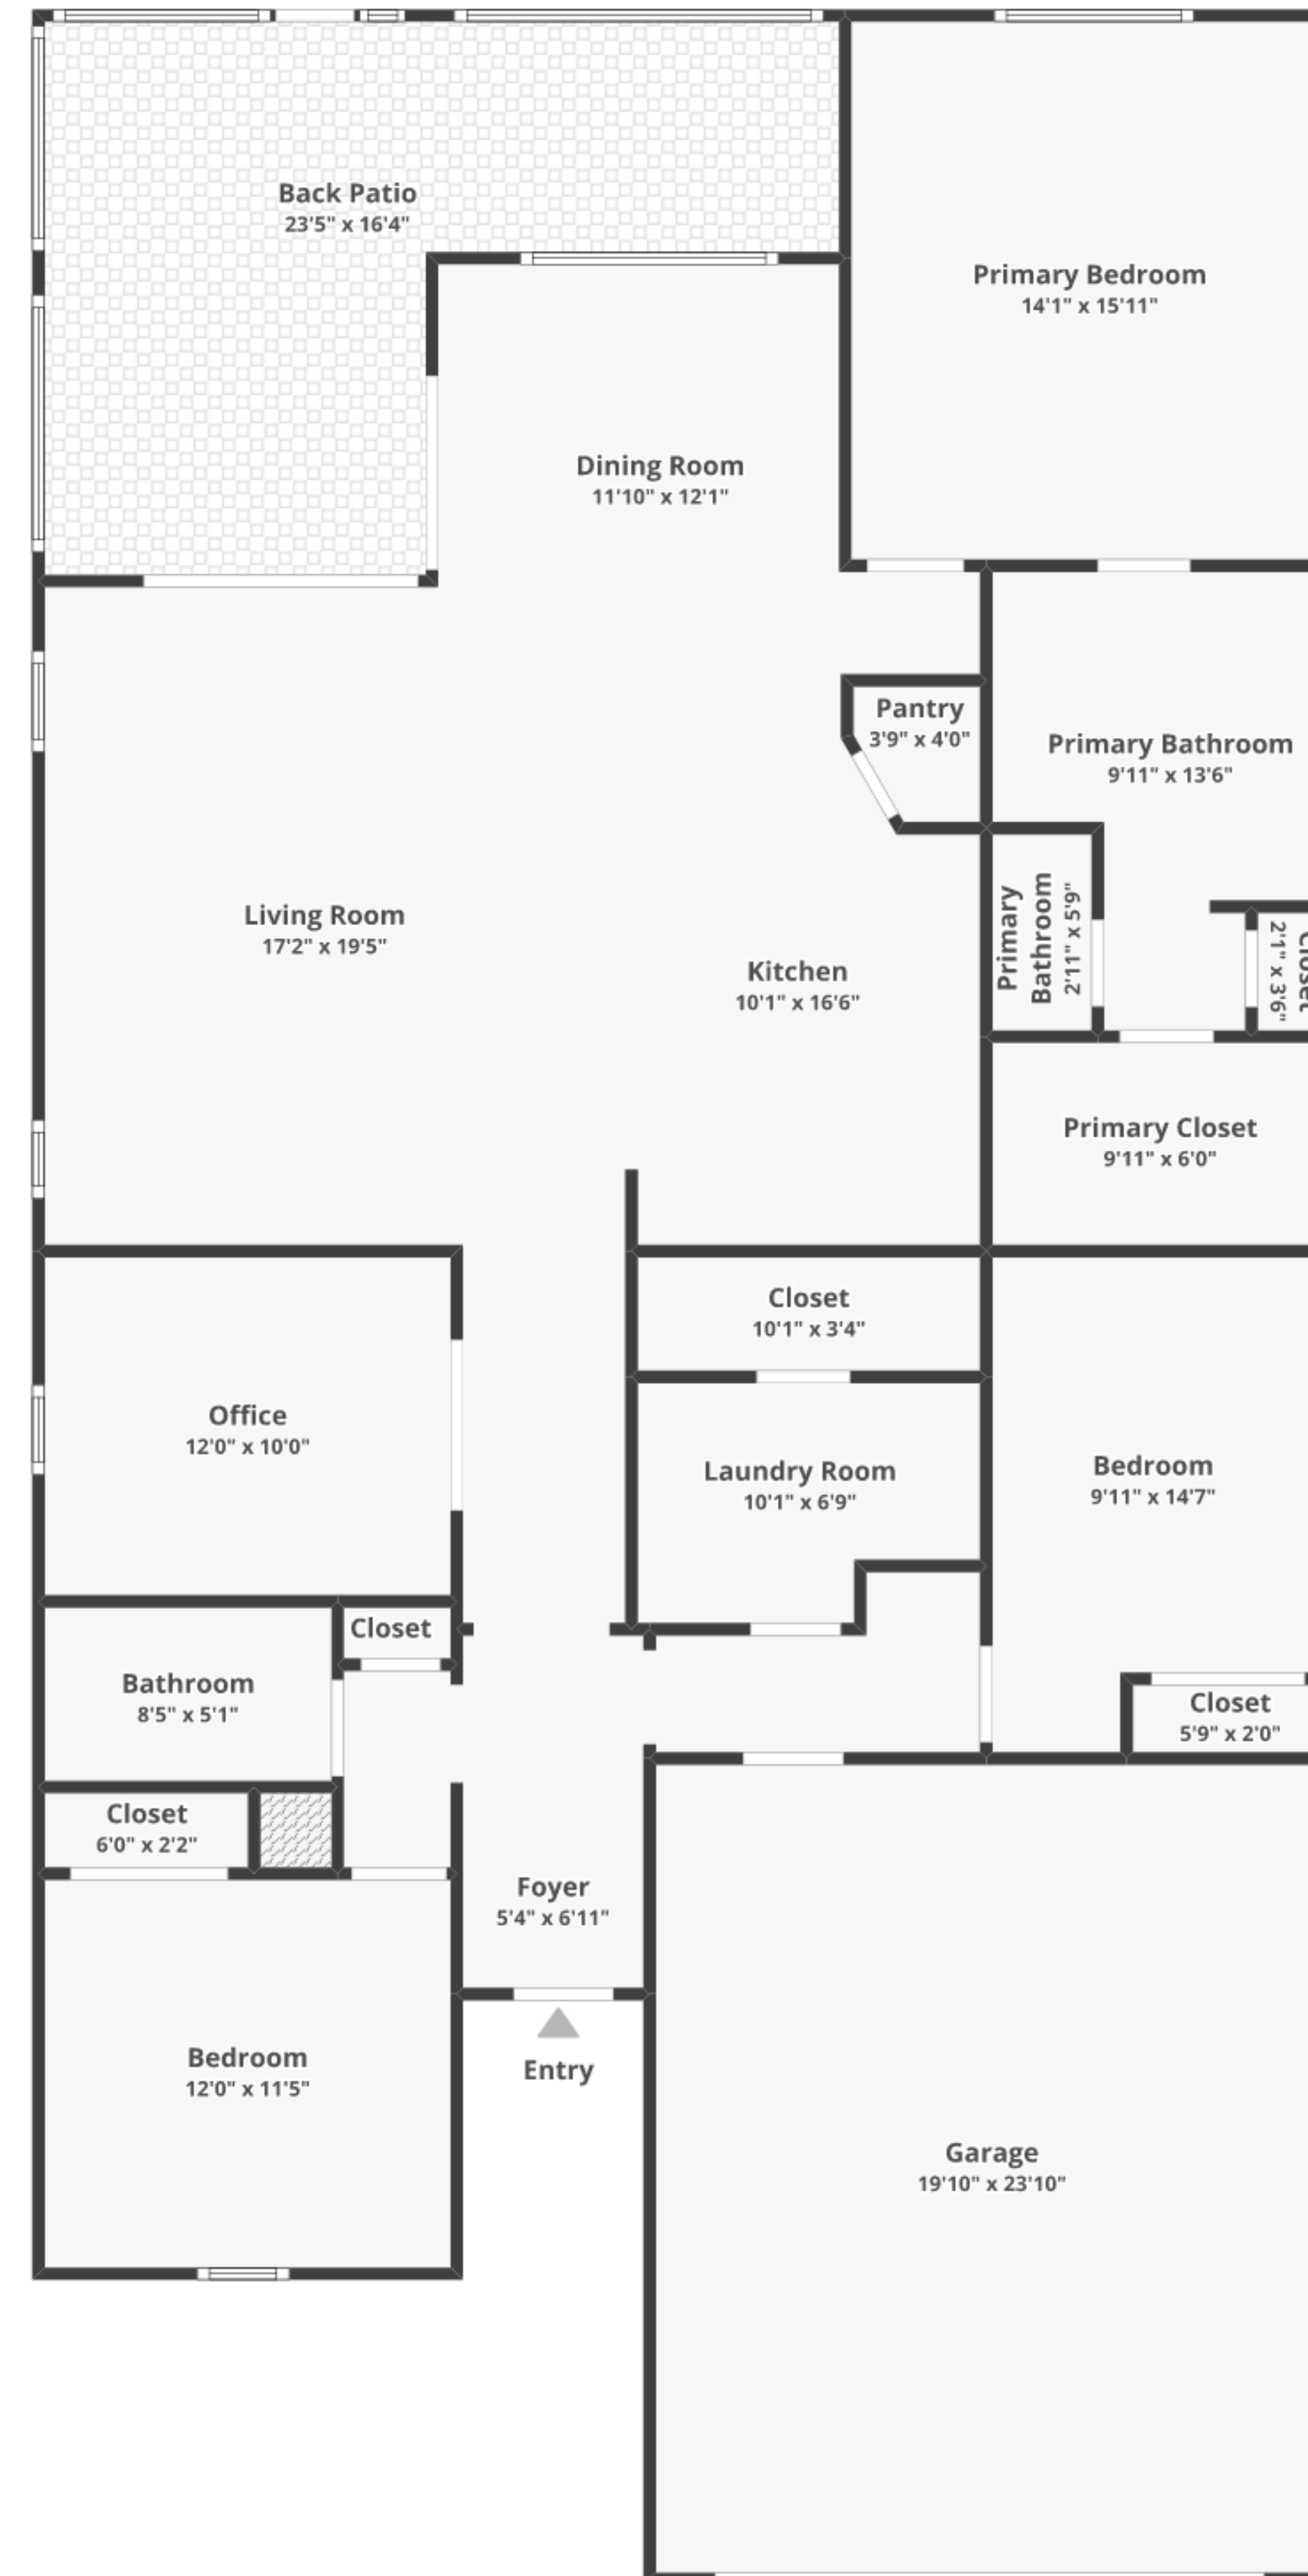 Back Patio
23'5" x 16'4"
Primary Bedroom
14'1" x 15'11"
Dining Room
11'10" x 12'1"
Pantry
3'9" x 4'0"
Primary Bathroom
9'11" x 13'6"
Living Room
17'2" x 19'5"
Kitchen
10'1" x 16'6"
Primary
Bathroom
2'11" x 5'9"
Closet
2'1" x 3'6"
Primary Closet
9'11" x 6'0"
Closet
10'1" x 3'4"
Office
12'0" x 10'0"
Laundry Room
10'1" x 6'9"
Bedroom
9'11" x 14'7"
Closet
Bathroom
8'5" x 5'1"
Closet
5'9" x 2'0"
Closet
6'0" x 2'2"
Foyer
5'4" x 6'11"
Bedroom
12'0" x 11'5"
Entry
Garage
19'10" x 23'10"